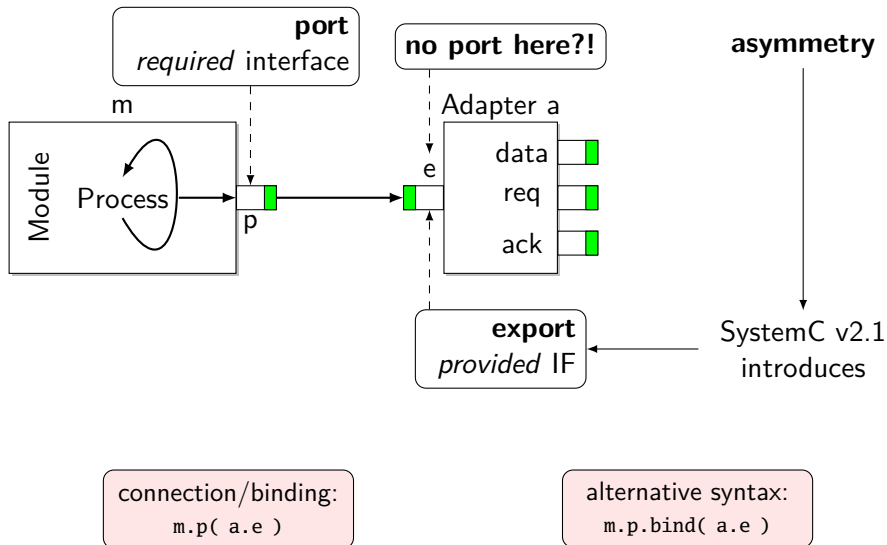 port
required interface
no port here?!
asymmetry
m
Adapter a
Module
Process
p
e
data
req
ack
export
provided IF
SystemC v2.1
introduces
connection/binding:
m.p( a.e )
alternative syntax:
m.p.bind( a.e )